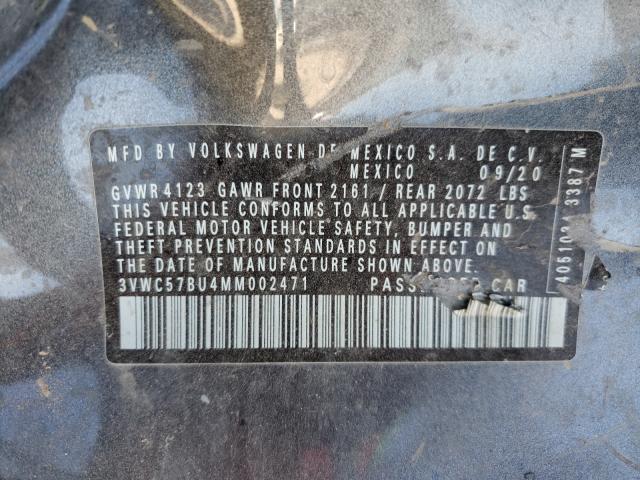 MFD BY VOLKSWAGEN DE MEXICO S.A. DE C.V.
MEXICO 09/20
GVWR 4123 GAWR FRONT 2161 / REAR 2072 LBS
THIS VEHICLE CONFORMS TO ALL APPLICABLE U.S.
FEDERAL MOTOR VEHICLE SAFETY, BUMPER AND
THEFT PREVENTION STANDARDS IN EFFECT ON
THE DATE OF MANUFACTURE SHOWN ABOVE.
3VWC57BU4MM002471 CAR
3387 M